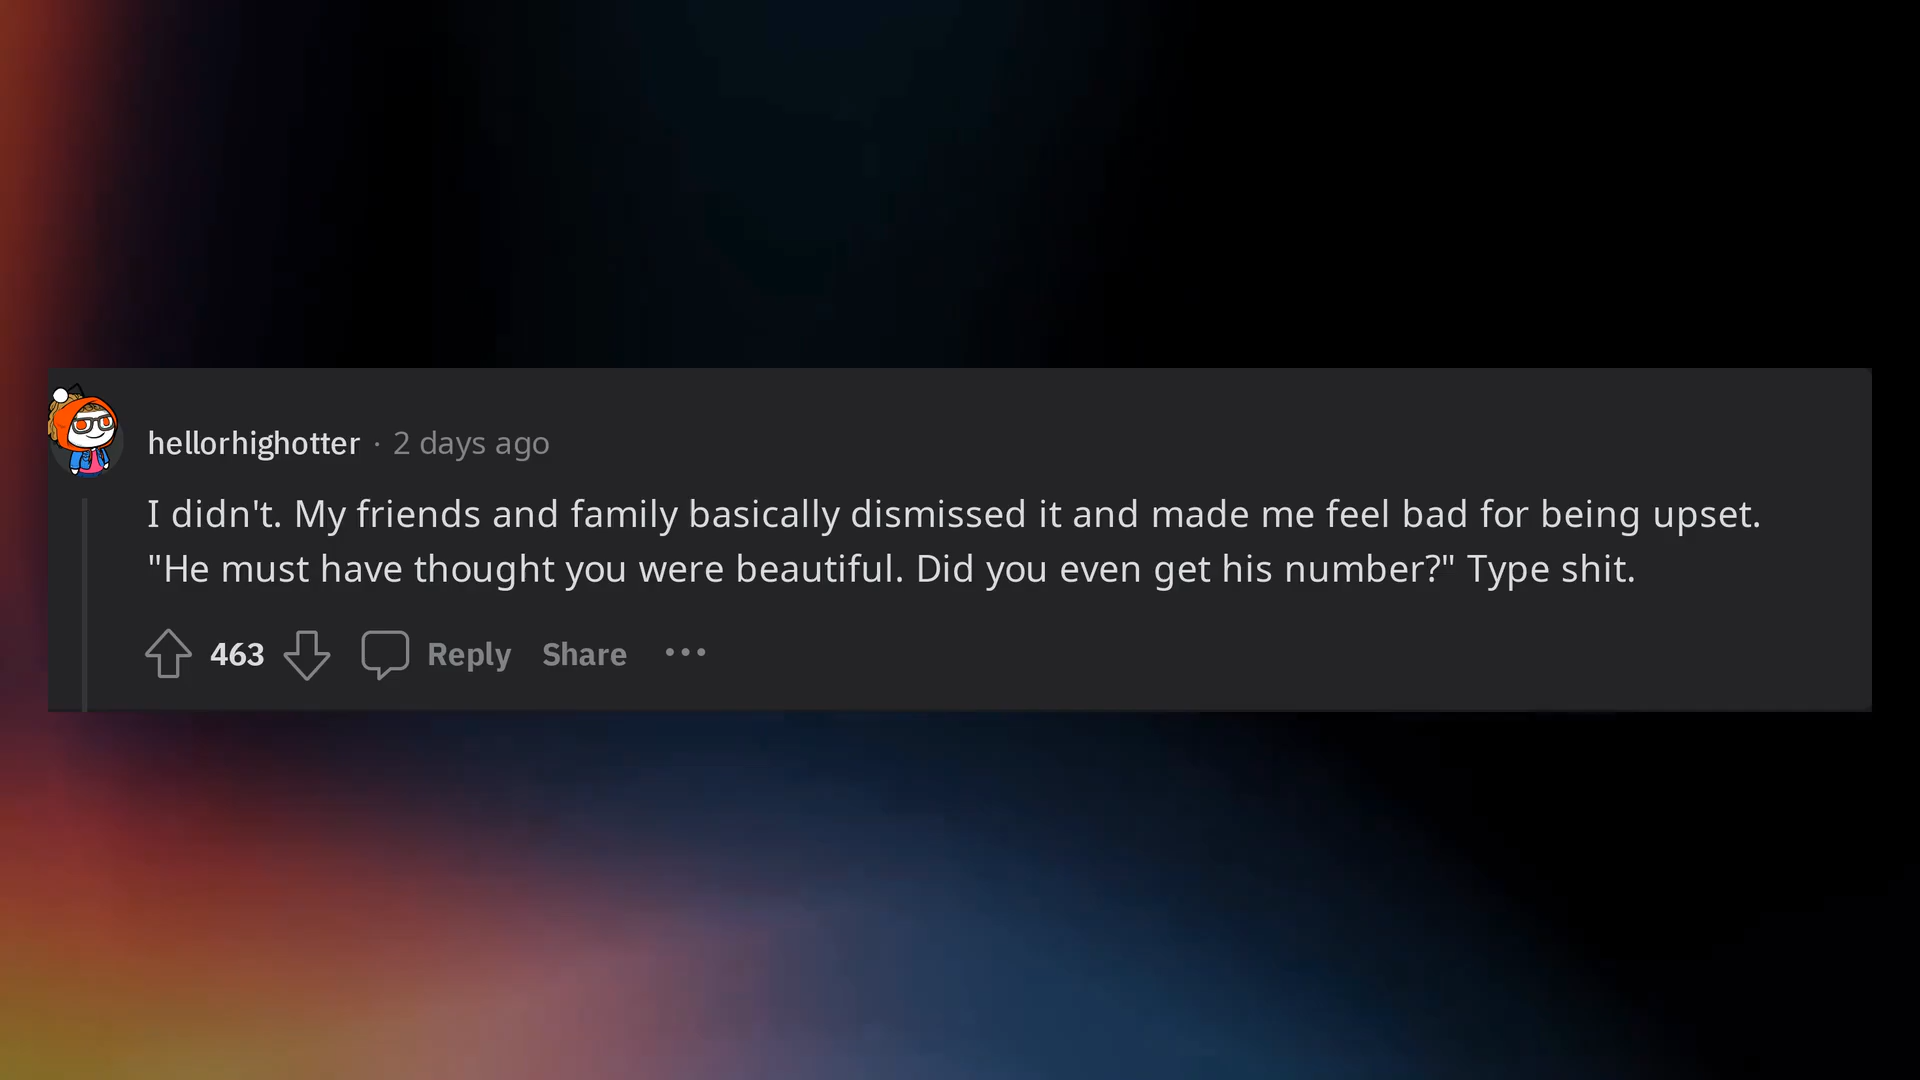 hellorhighotter · 2 days ago
I didn't. My friends and family basically dismissed it and made me feel bad for being upset.
"He must have thought you were beautiful. Did you even get his number?" Type shit.
463 Reply Share ···